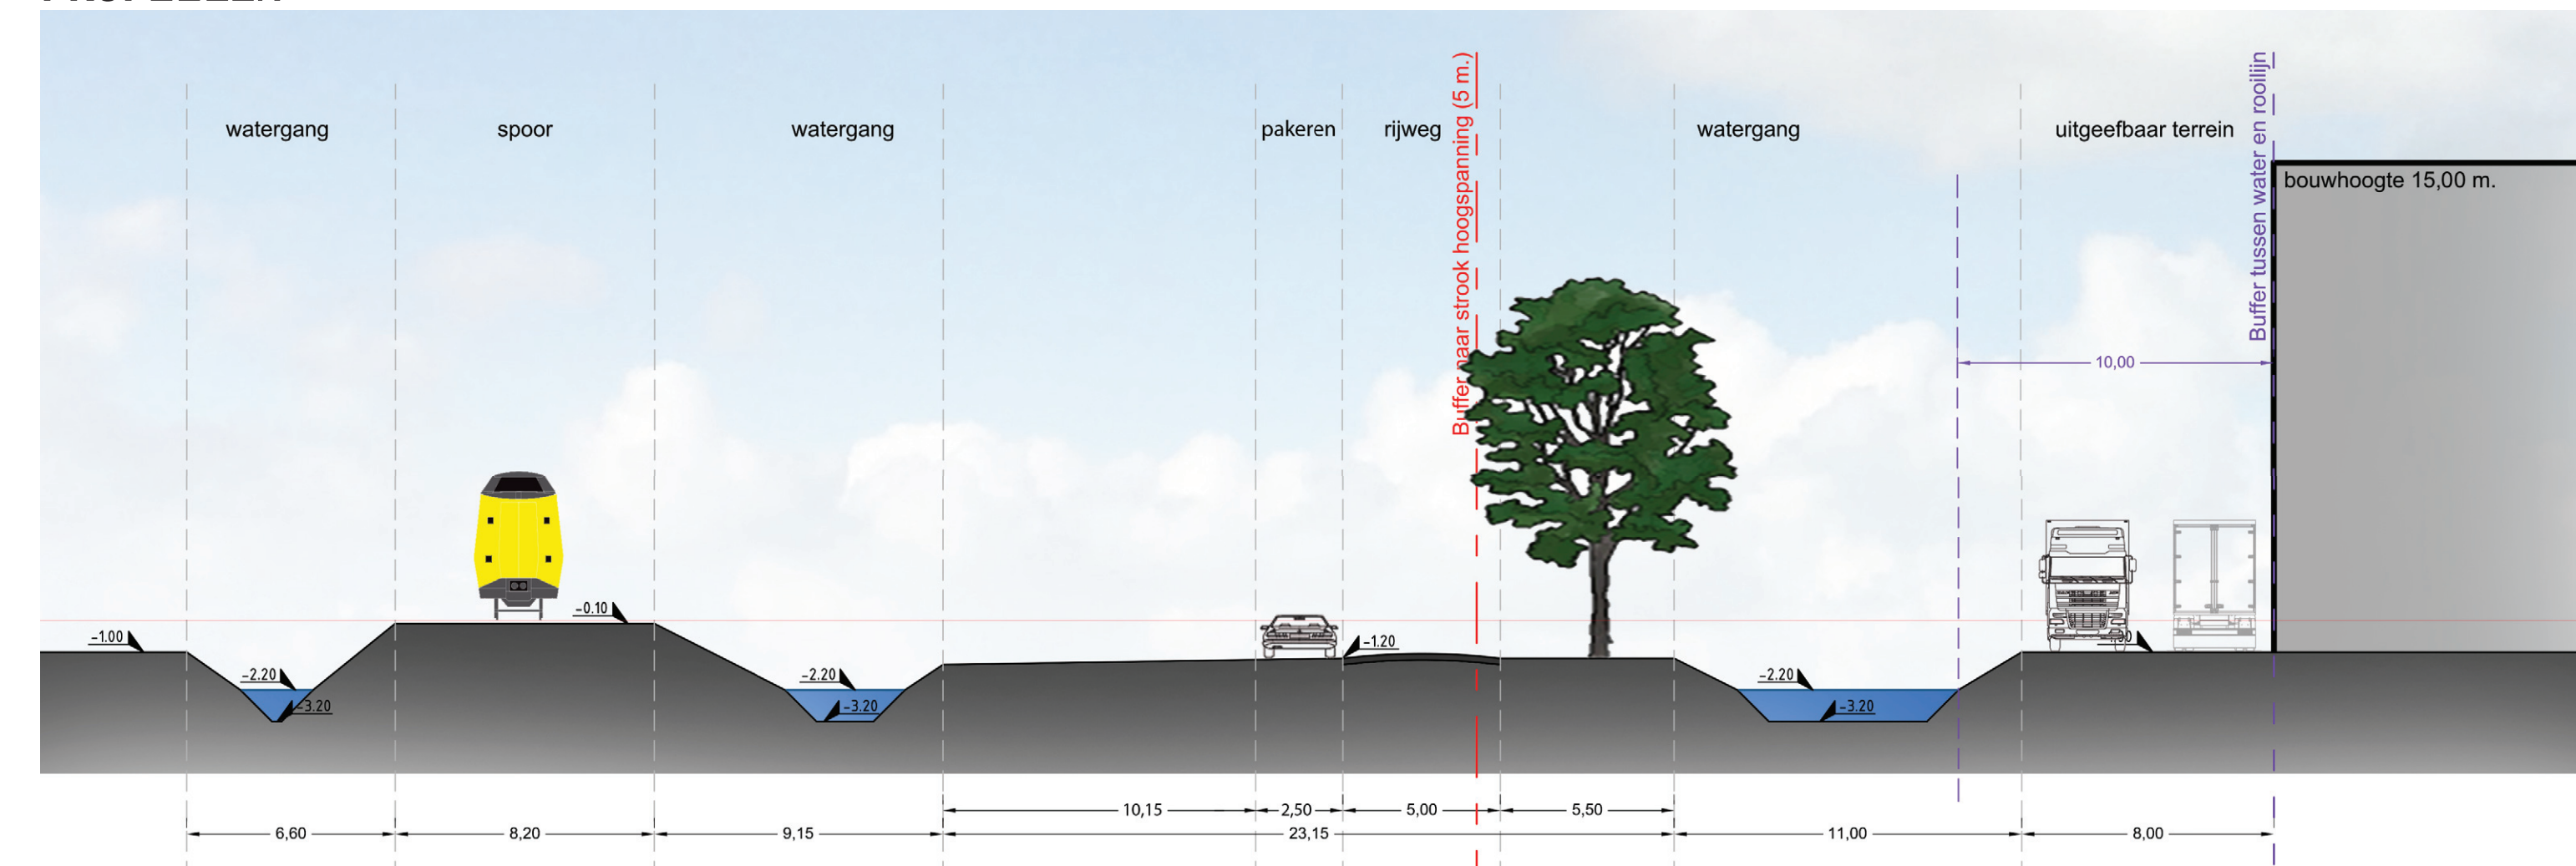 watergang
spoor
watergang
pakeren
rijweg
Buffer naar strook hoogspanning (5 m.)
watergang
uitgeefbaar terrein
Buffer tussen water en rooilijn
bouwhoogte 15,00 m.
10,00
-0.10
-1.00
-1.20
-2.20
-3.20
-2.20
-3.20
-2.20
-3.20
10,15
2,50
5,00
5,50
6,60
8,20
9,15
23,15
11,00
8,00